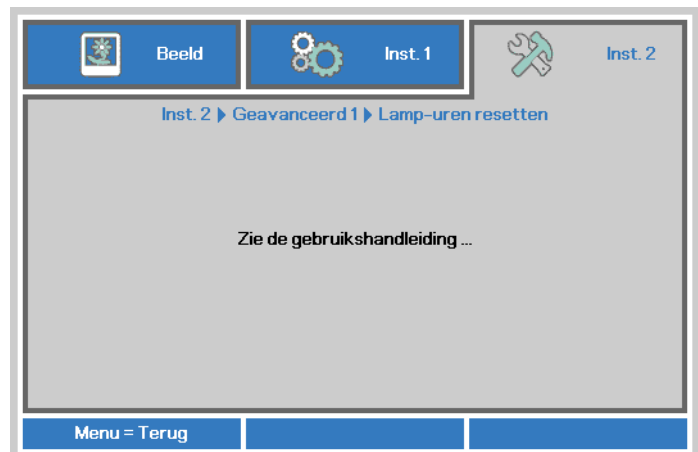 Beeld
Inst. 1
Inst. 2
Inst. 2 ▶ Geavanceerd 1 ▶ Lamp-uren resetten
Zie de gebruikshandleiding ...
Menu = Terug